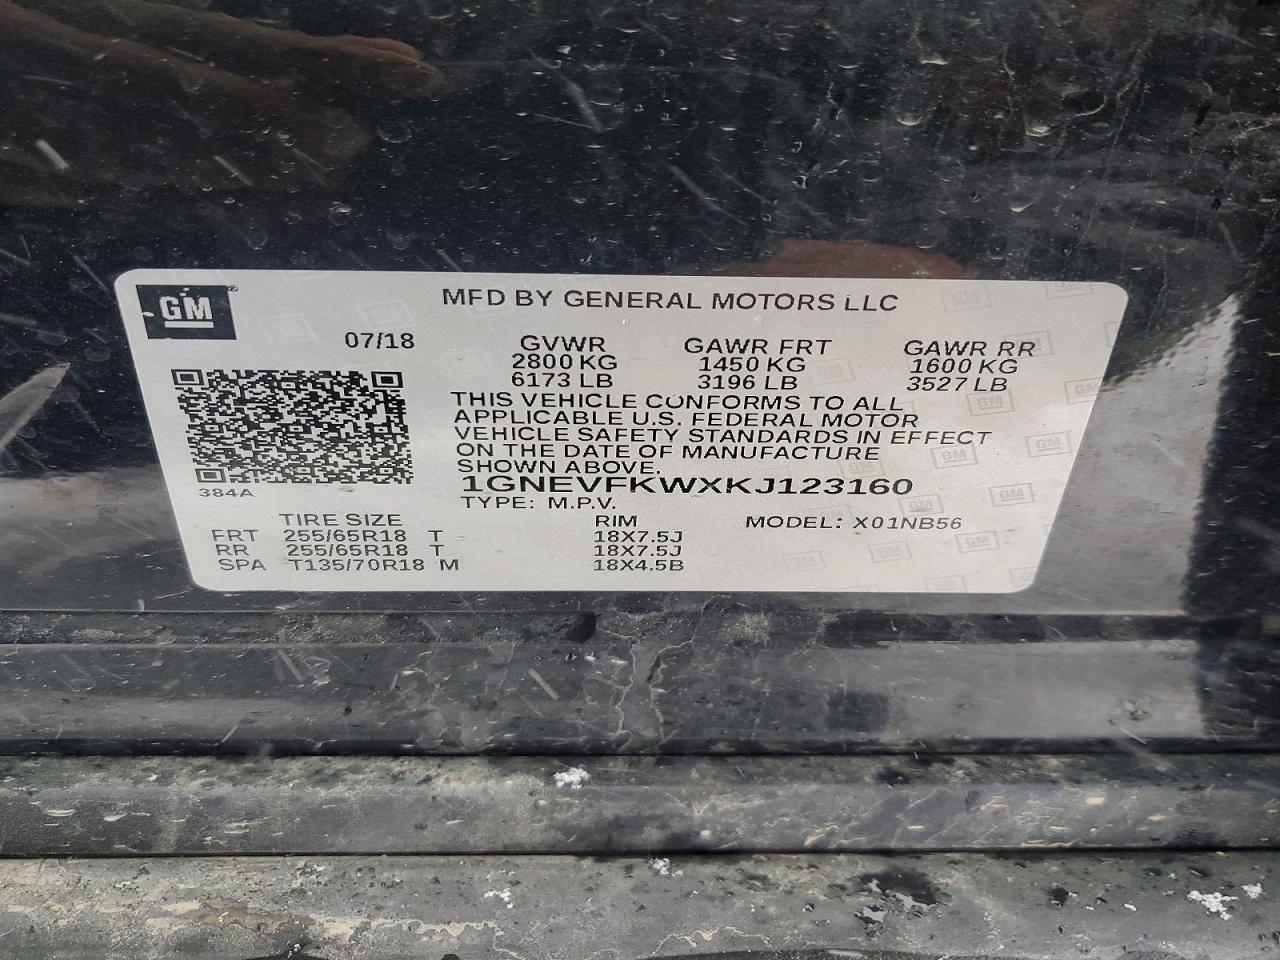 GM
MFD BY GENERAL MOTORS LLC
07/18 GVWR GAWR FRT GAWR RR
2800 KG 1450 KG 1600 KG
6173 LB 3196 LB 3527 LB
THIS VEHICLE CONFORMS TO ALL
APPLICABLE U.S. FEDERAL MOTOR
VEHICLE SAFETY STANDARDS IN EFFECT
ON THE DATE OF MANUFACTURE
SHOWN ABOVE.
384A 1GNEVFKWXKJ123160
TYPE: M.P.V.
TIRE SIZE RIM MODEL: X01NB56
FRT 255/65R18 T 18X7.5J
RR 255/65R18 T 18X7.5J
SPA T135/70R18 M 18X4.5B